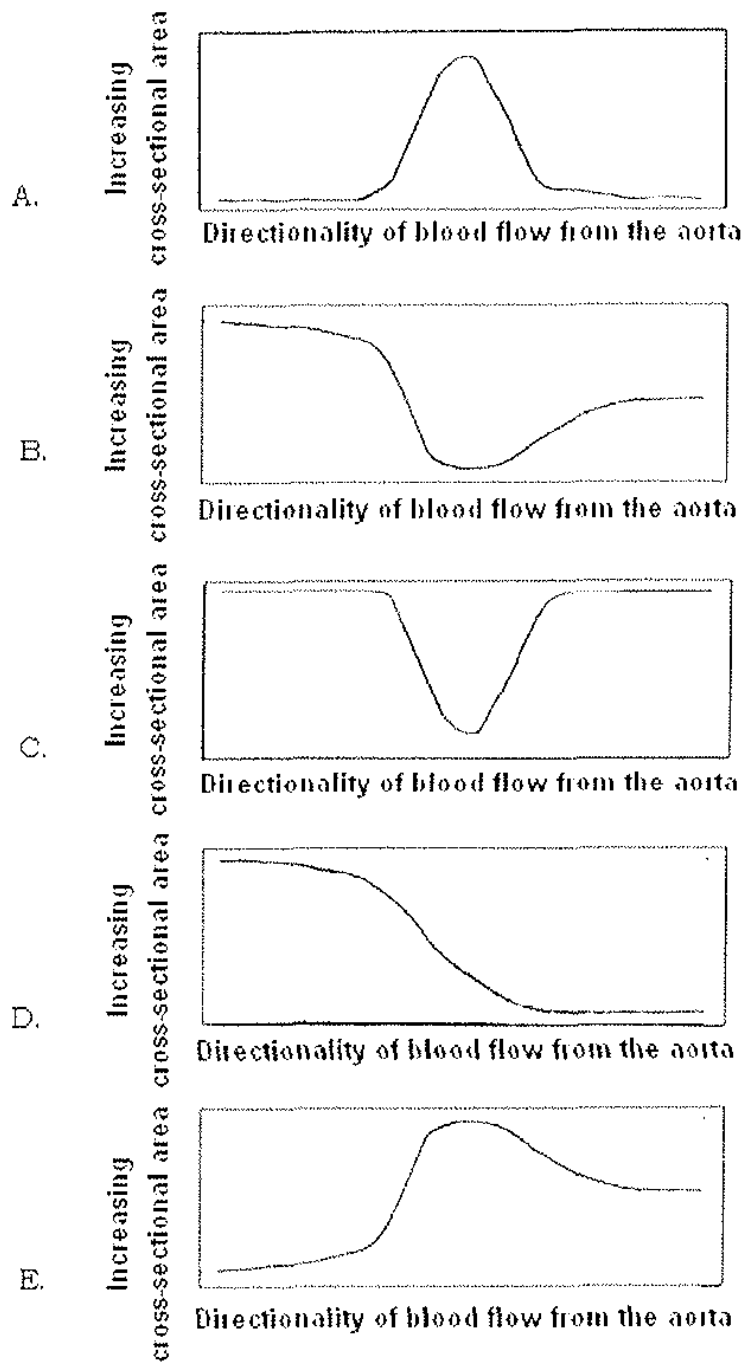 A.
Increasing
cross-sectional area
Directionality of blood flow from the aorta
B.
Increasing
cross-sectional area
Directionality of blood flow from the aorta
C.
Increasing
cross-sectional area
Directionality of blood flow from the aorta
D.
Increasing
cross-sectional area
Directionality of blood flow from the aorta
E.
Increasing
cross-sectional area
Directionality of blood flow from the aorta